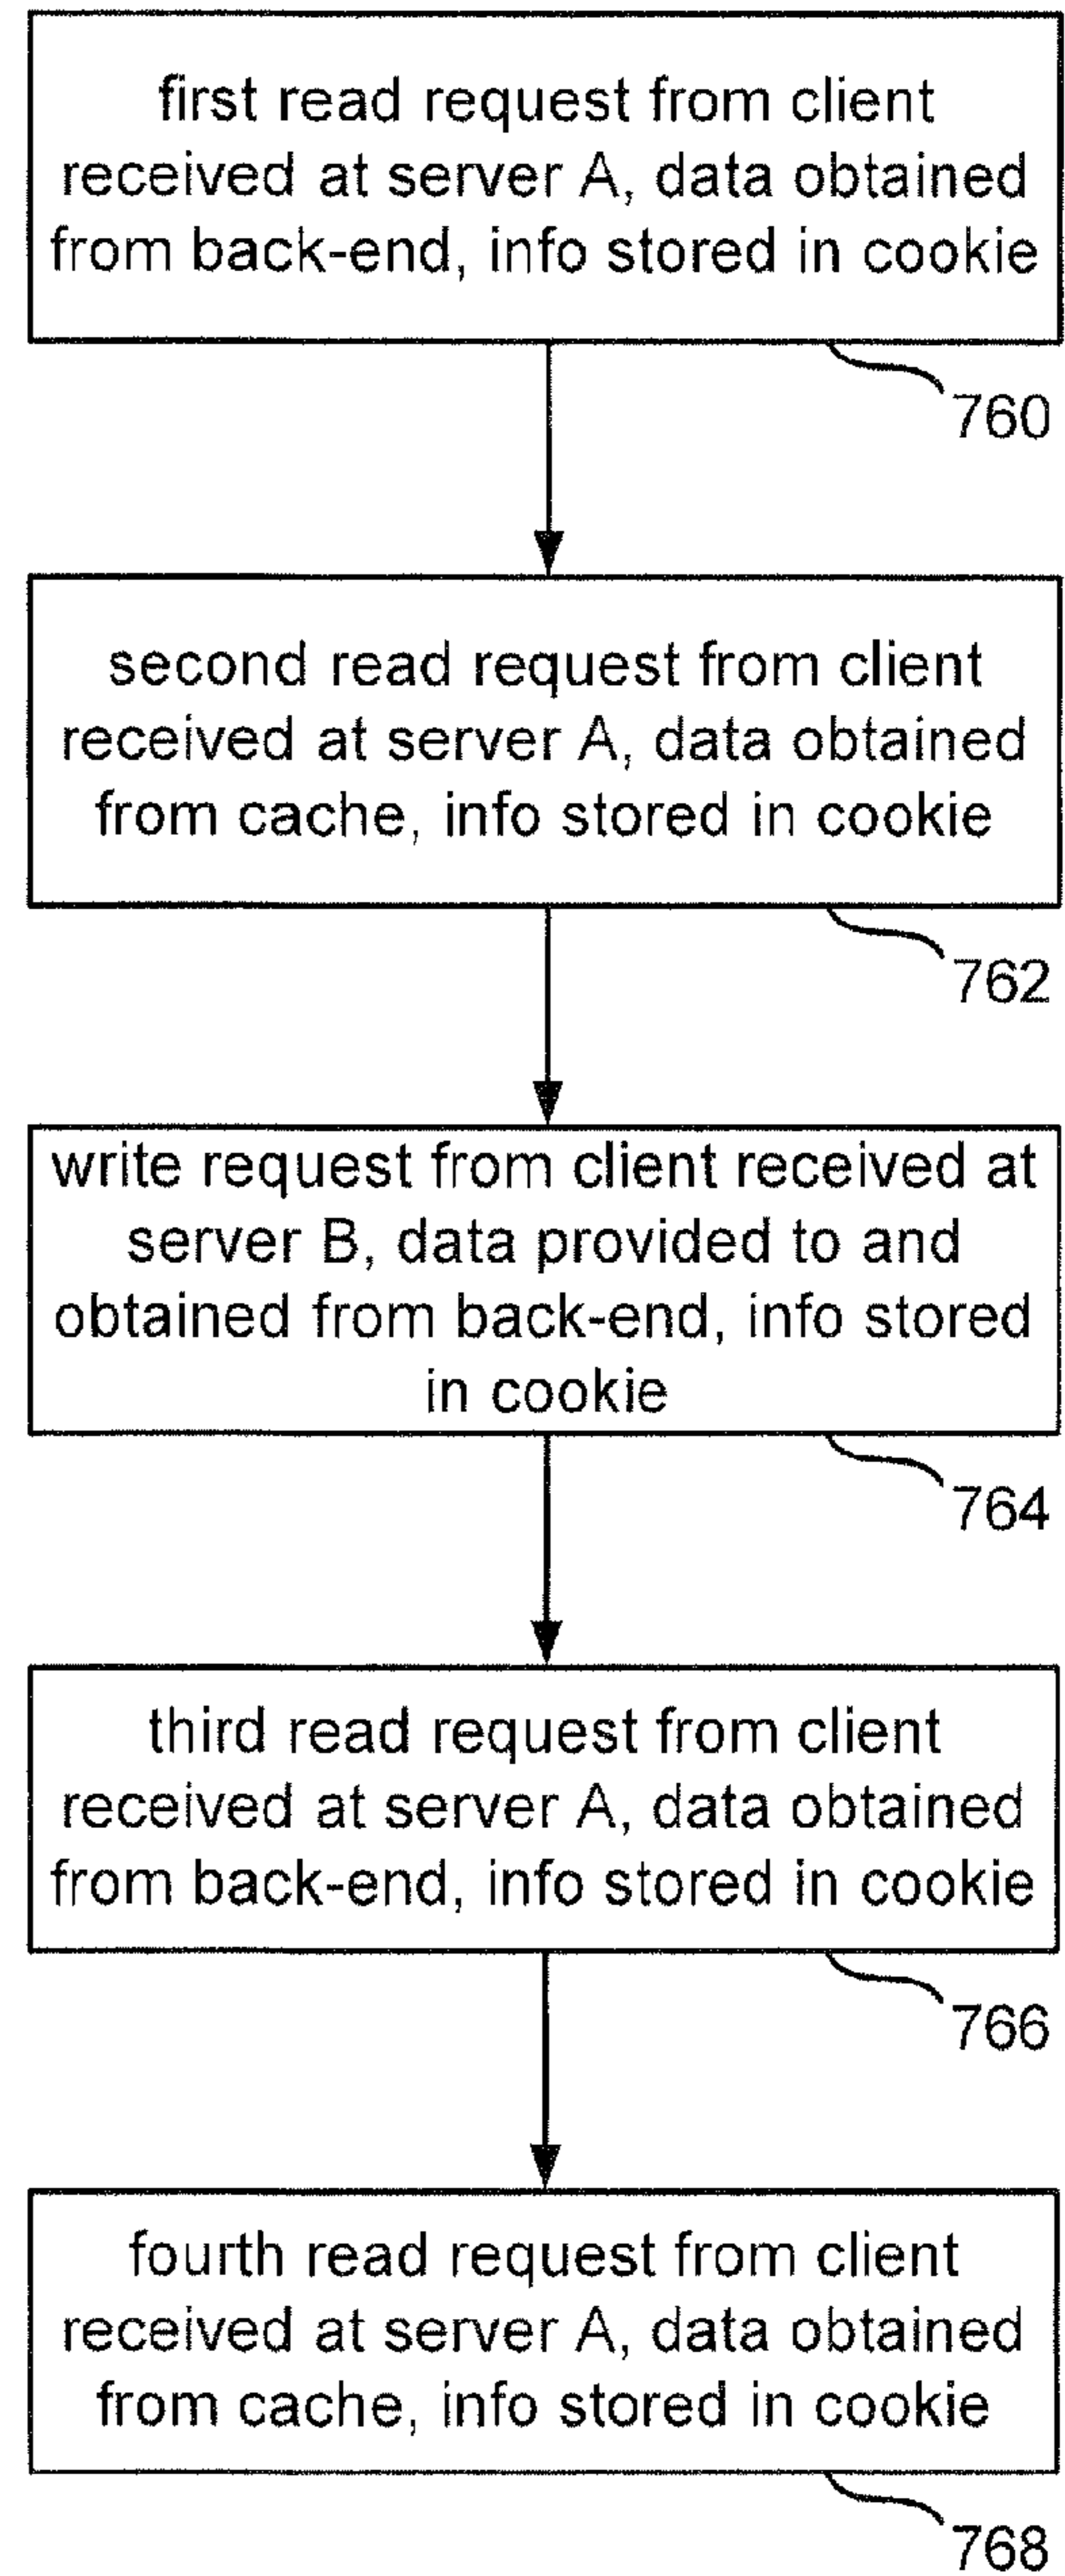 first read request from client
received at server A, data obtained
from back-end, info stored in cookie
760
second read request from client
received at server A, data obtained
from cache, info stored in cookie
762
write request from client received at
server B, data provided to and
obtained from back-end, info stored
in cookie
764
third read request from client
received at server A, data obtained
from back-end, info stored in cookie
766
fourth read request from client
received at server A, data obtained
from cache, info stored in cookie
768